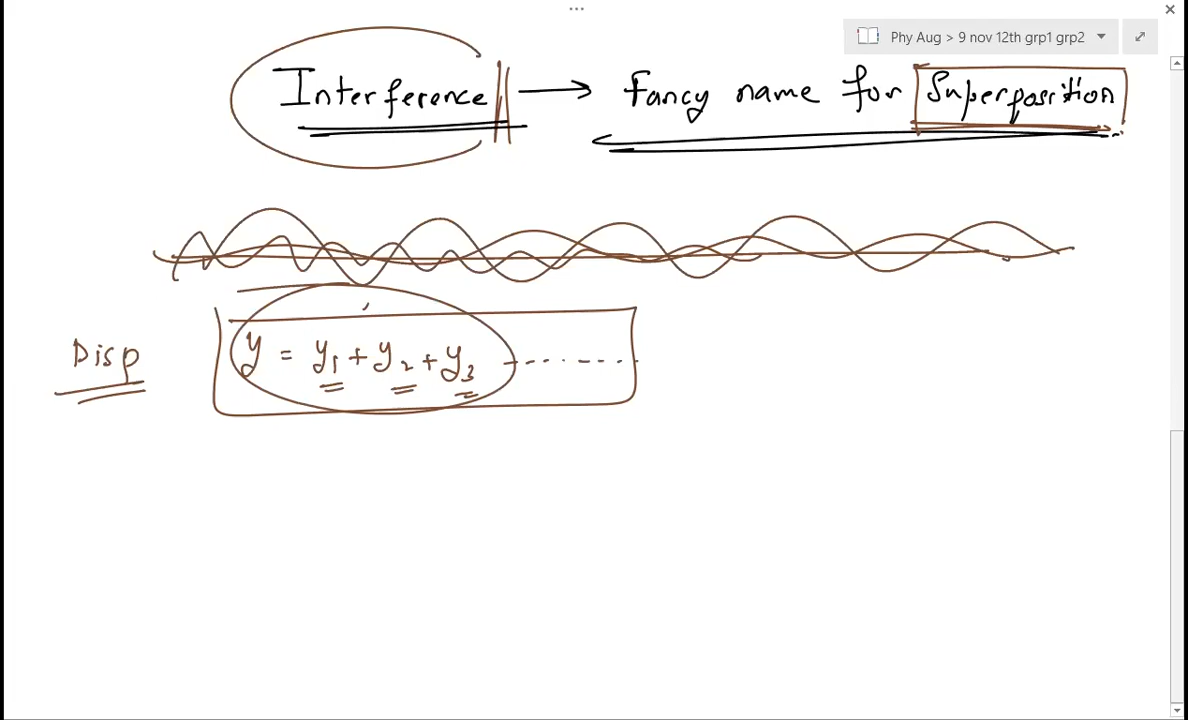 Phy Aug > 9 nov 12th grp1 grp2
Interference → Fancy name for Superposition
Disp y = y₁ + y₂ + y₃ + ........